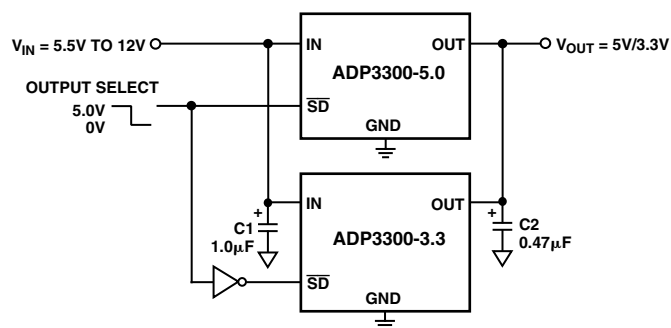 V_IN = 5.5V TO 12V
IN
OUT
V_OUT = 5V/3.3V
ADP3300-5.0
OUTPUT SELECT
5.0V
0V
SD
GND
IN
OUT
C1
1.0μF
+
ADP3300-3.3
+
C2
0.47μF
SD
GND